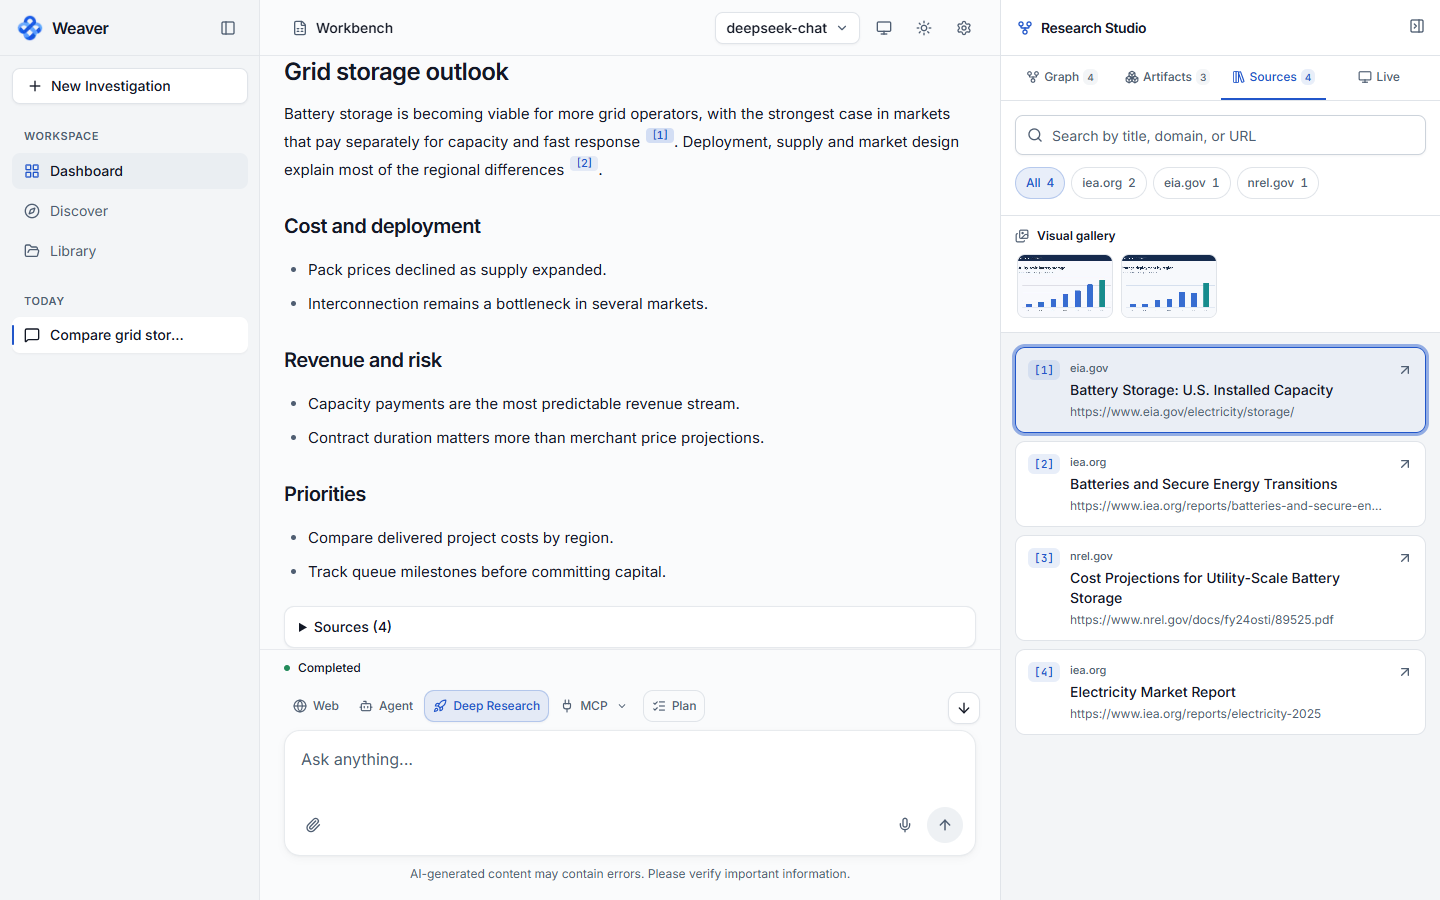 Weaver
New Investigation
WORKSPACE
Dashboard
Discover
Library
TODAY
Compare grid stor...
Workbench
deepseek-chat
Grid storage outlook
Battery storage is becoming viable for more grid operators, with the strongest case in markets
that pay separately for capacity and fast response [1]. Deployment, supply and market design
explain most of the regional differences [2].
Cost and deployment
• Pack prices declined as supply expanded.
• Interconnection remains a bottleneck in several markets.
Revenue and risk
• Capacity payments are the most predictable revenue stream.
• Contract duration matters more than merchant price projections.
Priorities
• Compare delivered project costs by region.
• Track queue milestones before committing capital.
Sources (4)
Completed
Web Agent Deep Research MCP Plan
Ask anything...
AI-generated content may contain errors. Please verify important information.
Research Studio
Graph 4 Artifacts 3 Sources 4 Live
Search by title, domain, or URL
All 4 iea.org 2 eia.gov 1 nrel.gov 1
Visual gallery
[1] eia.gov
Battery Storage: U.S. Installed Capacity
https://www.eia.gov/electricity/storage/
[2] iea.org
Batteries and Secure Energy Transitions
https://www.iea.org/reports/batteries-and-secure-en...
[3] nrel.gov
Cost Projections for Utility-Scale Battery
Storage
https://www.nrel.gov/docs/fy24osti/89525.pdf
[4] iea.org
Electricity Market Report
https://www.iea.org/reports/electricity-2025